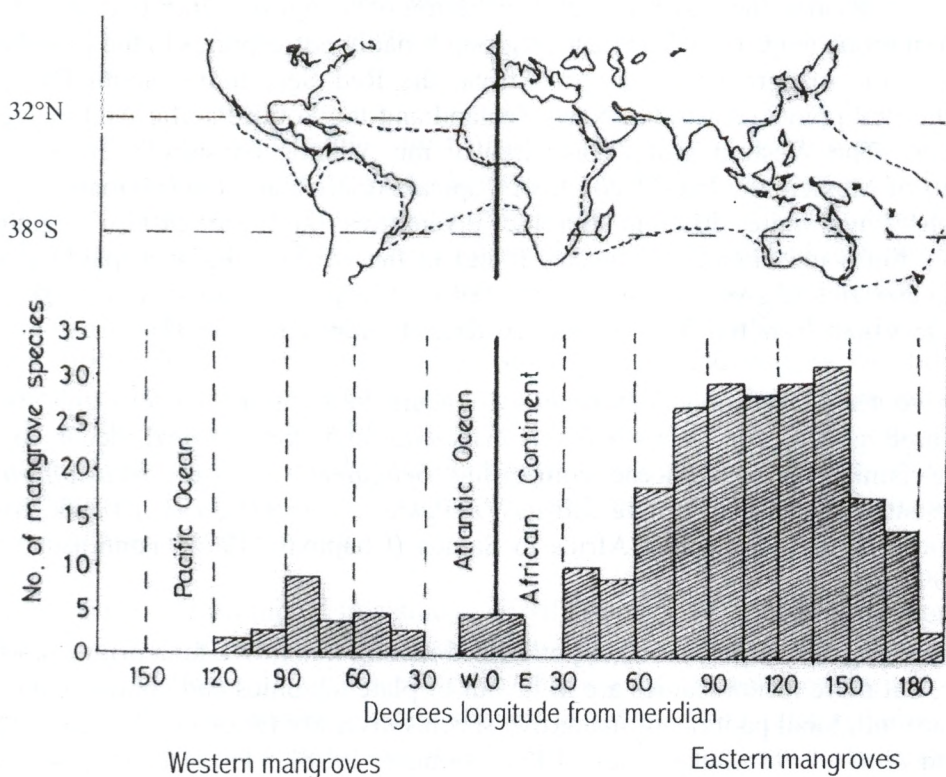 32°N
38°S
No. of mangrove species
35
30
25
20
15
10
5
0
Pacific Ocean
Atlantic Ocean
African Continent
150 120 90 60 30 W 0 E 30 60 90 120 150 180
Degrees longitude from meridian
Western mangroves Eastern mangroves